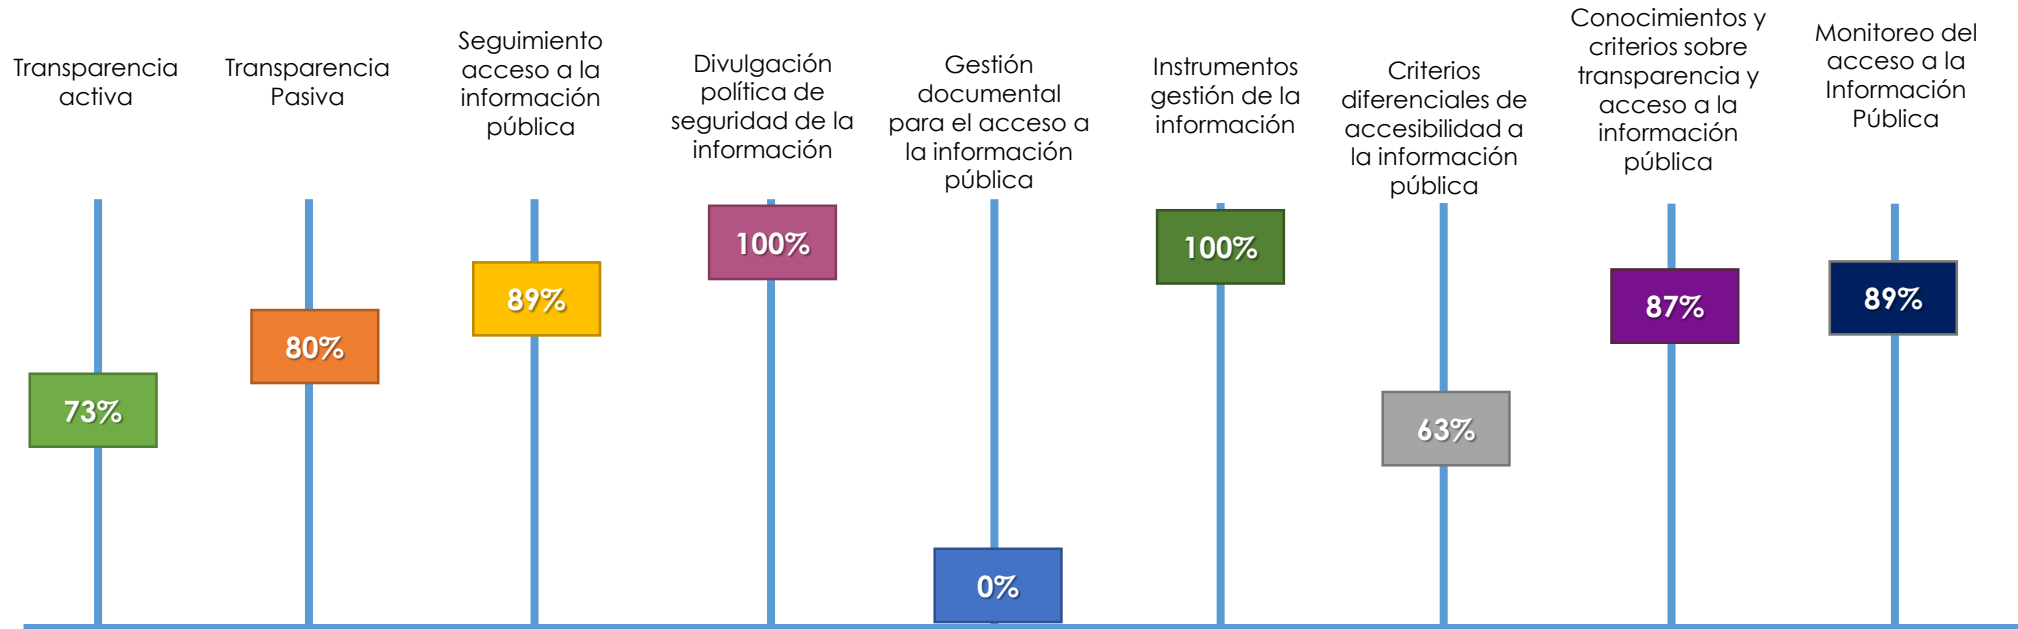 Transparencia
activa
Transparencia
Pasiva
Seguimiento
acceso a la
información
pública
Divulgación
política de
seguridad de la
información
Gestión
documental
para el acceso a
la información
pública
Instrumentos
gestión de la
información
Criterios
diferenciales de
accesibilidad a
la información
pública
Conocimientos y
criterios sobre
transparencia y
acceso a la
información
pública
Monitoreo del
acceso a la
Información
Pública
73%
80%
89%
100%
0%
100%
63%
87%
89%